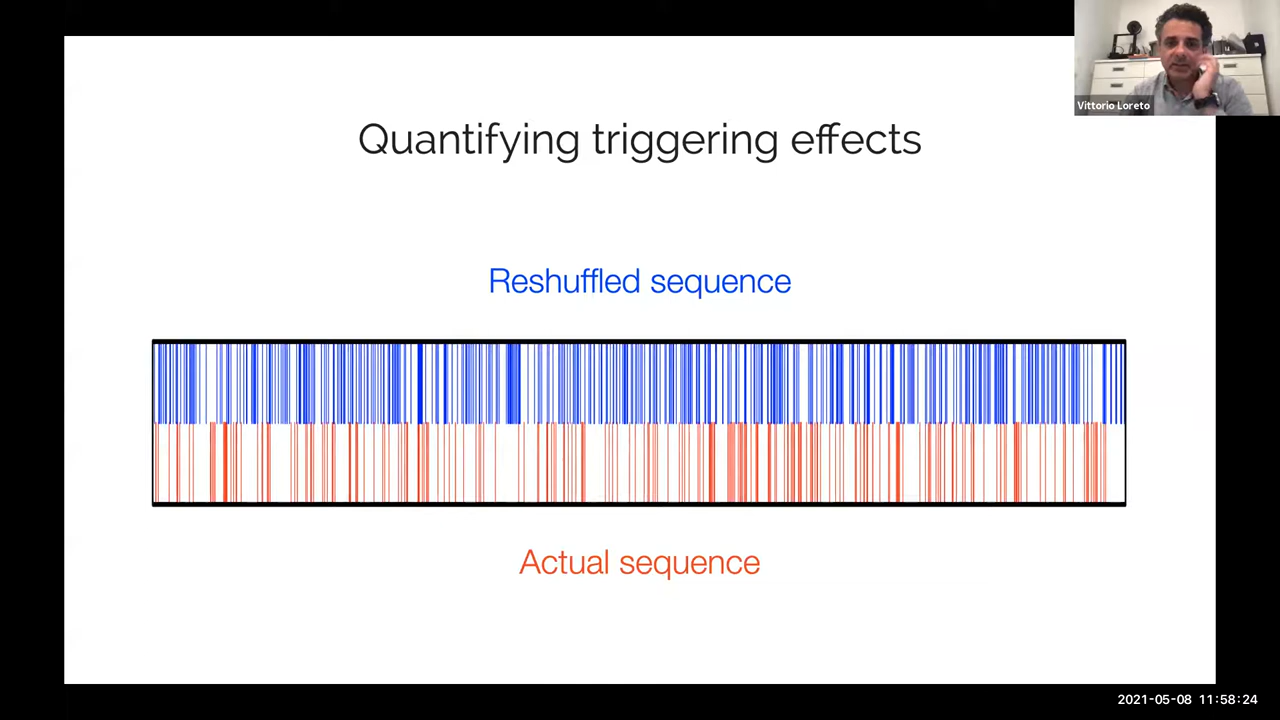 Vittorio Loreto
Quantifying triggering effects
Reshuffled sequence
Actual sequence
2021-05-08 11:58:24